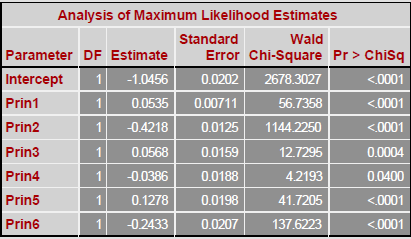 Analysis of Maximum Likelihood Estimates
Parameter DF Estimate Standard Error Wald Chi-Square Pr > ChiSq
Intercept 1 -1.0456 0.0202 2678.3027 <.0001
Prin1 1 0.0535 0.00711 56.7358 <.0001
Prin2 1 -0.4218 0.0125 1144.2250 <.0001
Prin3 1 0.0568 0.0159 12.7295 0.0004
Prin4 1 -0.0386 0.0188 4.2193 0.0400
Prin5 1 0.1278 0.0198 41.7205 <.0001
Prin6 1 -0.2433 0.0207 137.6223 <.0001